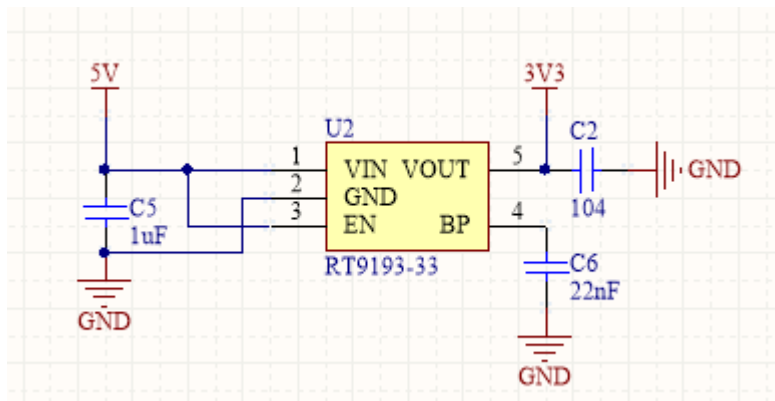 5V
3V3
U2
C2
1
VIN
VOUT
5
GND
2
GND
104
3
EN
BP
4
C5
1uF
RT9193-33
C6
22nF
GND
GND